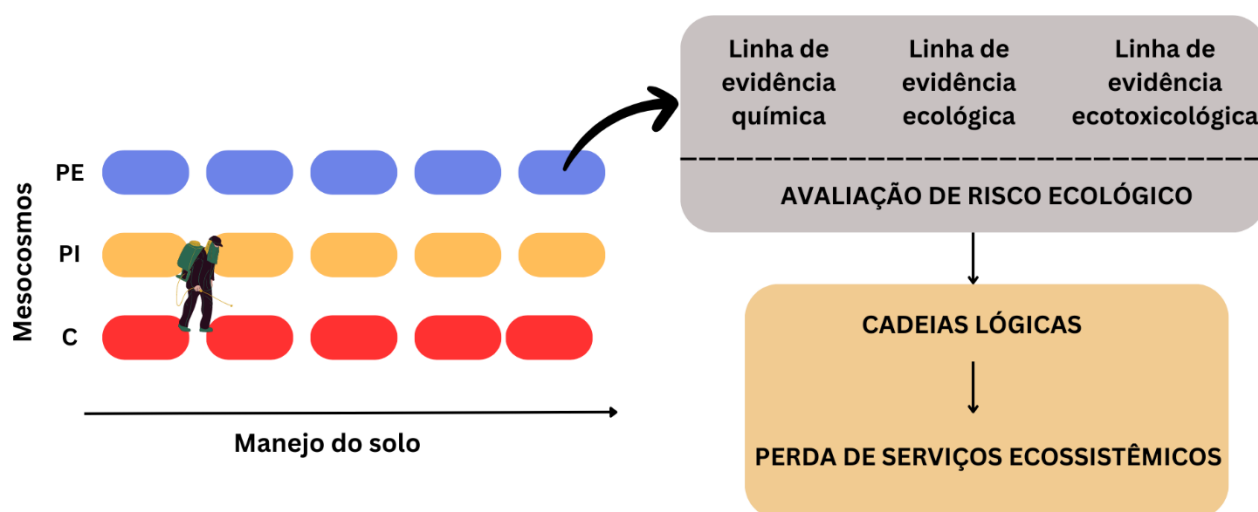 Mesocosmos
PE
PI
C
Manejo do solo
Linha de
evidência
química
Linha de
evidência
ecológica
Linha de
evidência
ecotoxicológica
AVALIAÇÃO DE RISCO ECOLÓGICO
CADEIAS LÓGICAS
PERDA DE SERVIÇOS ECOSSISTÊMICOS